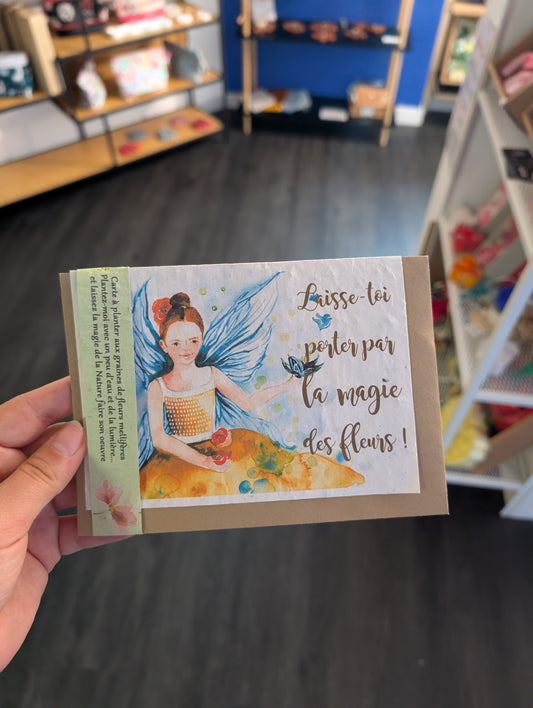 Carte à planter aux graines de fleurs mellifères
Plantez-moi avec un peu d'eau et de la lumière...
et laissez la magie de la Nature faire son oeuvre
Laisse-toi
porter par
la magie
des fleurs !